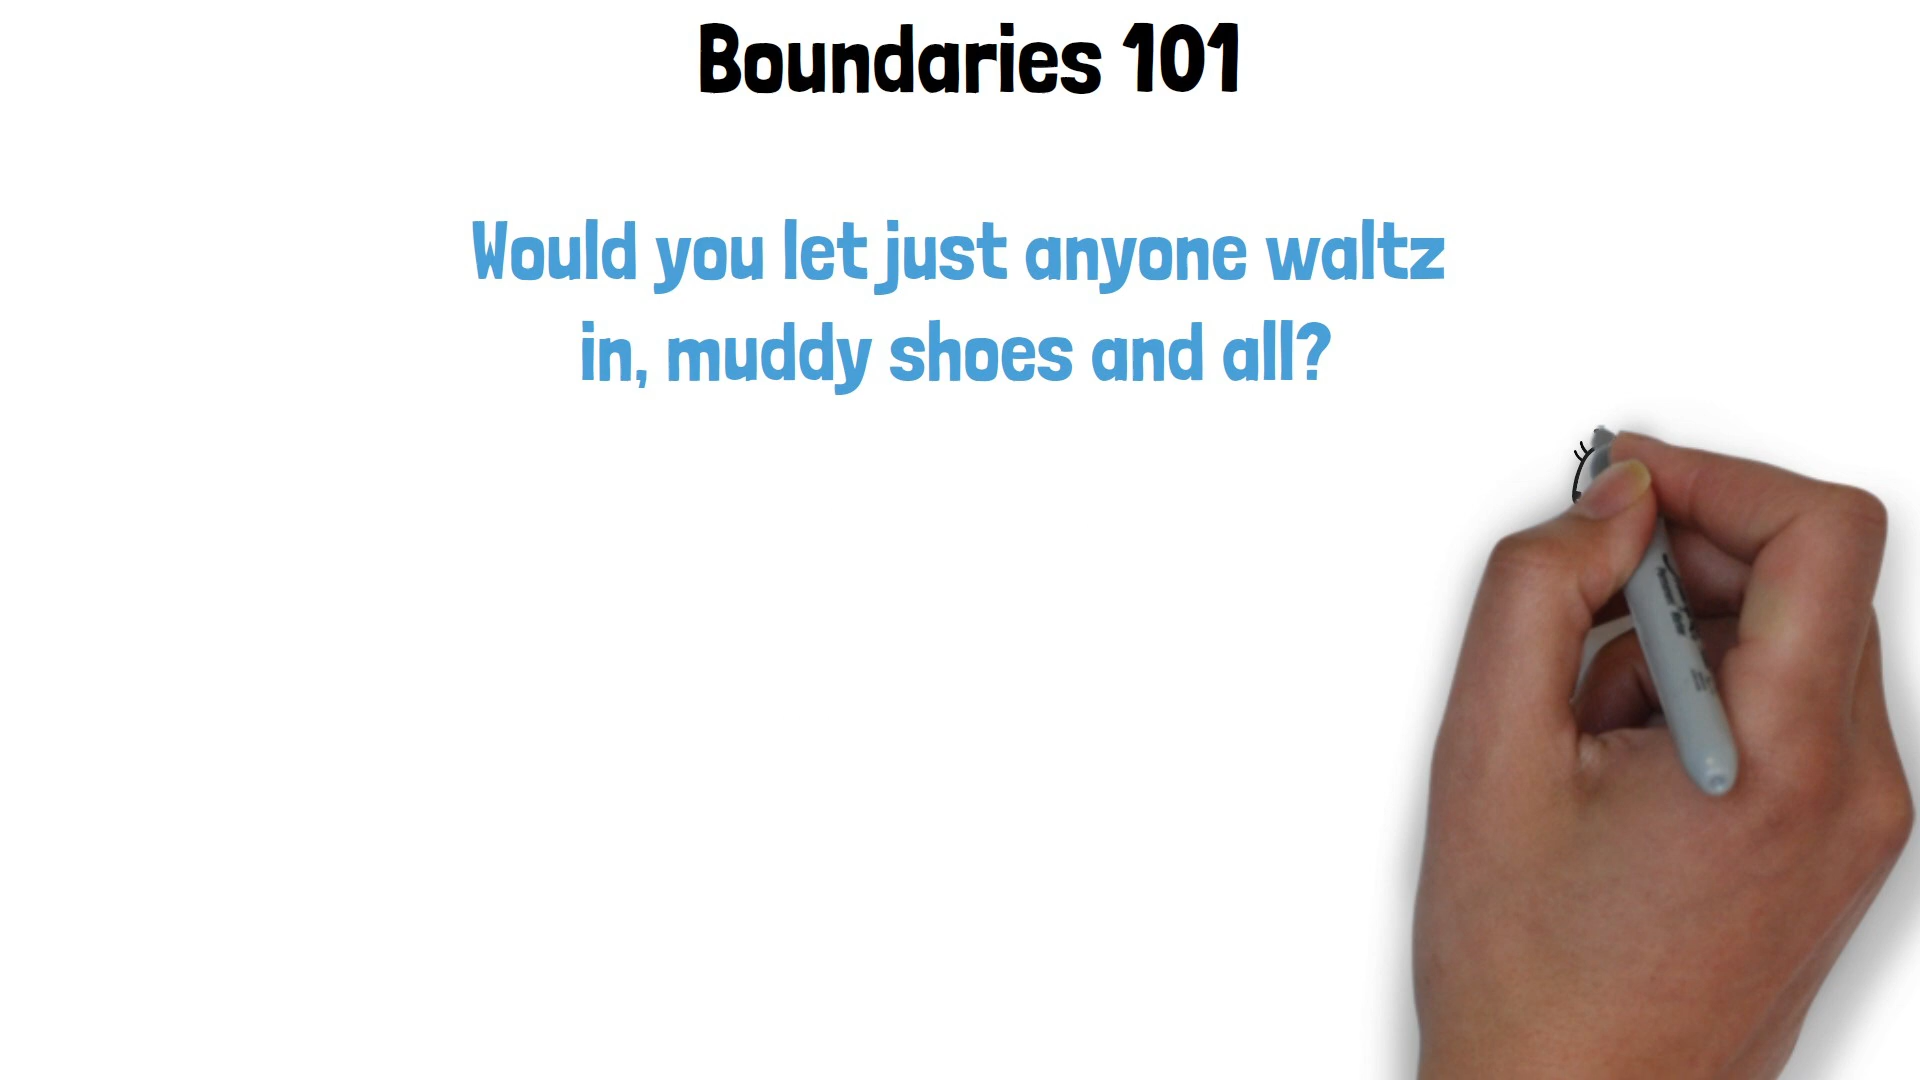 Boundaries 101
Would you let just anyone waltz
in, muddy shoes and all?